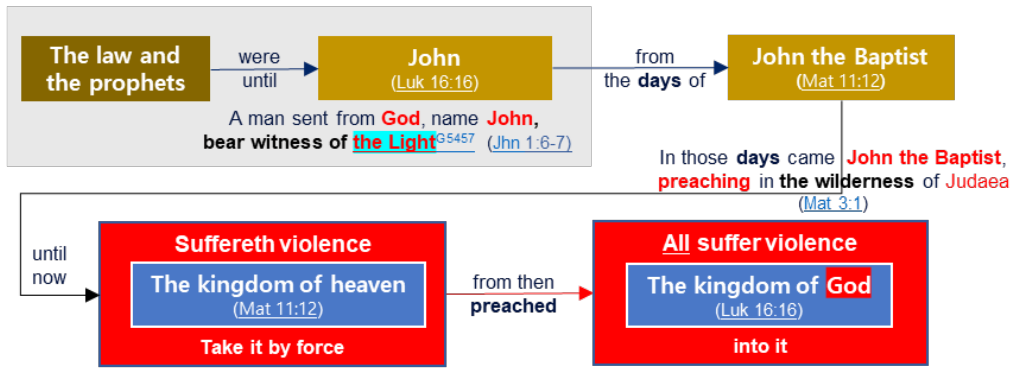 The law and
the prophets
were
until
John
(Luk 16:16)
from
the days of
John the Baptist
(Mat 11:12)
A man sent from God, name John,
bear witness of the LightG5457 (Jhn 1:6-7)
In those days came John the Baptist,
preaching in the wilderness of Judaea
(Mat 3:1)
until
now
Suffereth violence
The kingdom of heaven
(Mat 11:12)
Take it by force
from then
preached
All suffer violence
The kingdom of God
(Luk 16:16)
into it